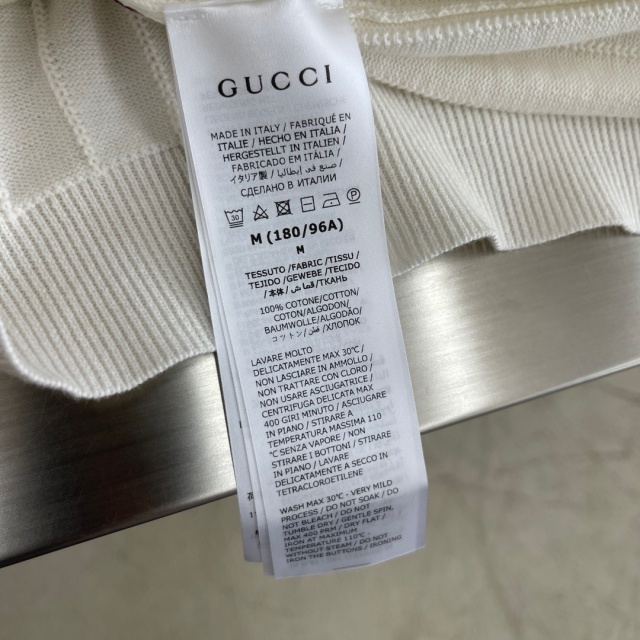 GUCCI
MADE IN ITALY / FABRIQUÉ EN
ITALIE / HECHO EN ITALIA /
HERGESTELLT IN ITALIEN /
FABRICADO EM ITÁLIA /
イタリア製 / صنع في إيطاليا /
СДЕЛАНО В ИТАЛИИ
30
P
M (180/96A)
M
TESSUTO /FABRIC /TISSU /
TEJIDO /GEWEBE /TECIDO
/本体/ قماش /ТКАНЬ
100% COTONE/COTTON/
COTON/ALGODON/
BAUMWOLLE/ALGODÃO/
コットン/ قطن /ХЛОПОК
LAVARE MOLTO
DELICATAMENTE MAX 30℃/
NON LASCIARE IN AMMOLLO /
NON TRATTARE CON CLORO /
NON USARE ASCIUGATRICE /
CENTRIFUGA DELICATA MAX
400 GIRI MINUTO / ASCIUGARE
IN PIANO / STIRARE A
TEMPERATURA MASSIMA 110
℃ SENZA VAPORE / NON
STIRARE I BOTTONI / STIRARE
IN PIANO / LAVARE
DELICATAMENTE A SECCO IN
TETRACLOROETILENE
WASH MAX 30℃ - VERY MILD
PROCESS / DO NOT SOAK / DO
NOT BLEACH / DO NOT
TUMBLE DRY / GENTLE SPIN,
MAX 400 RPM / DRY FLAT /
IRON AT MAXIMUM
TEMPERATURE 110℃
WITHOUT STEAM / DO NOT
IRON THE BUTTONS / IRONING